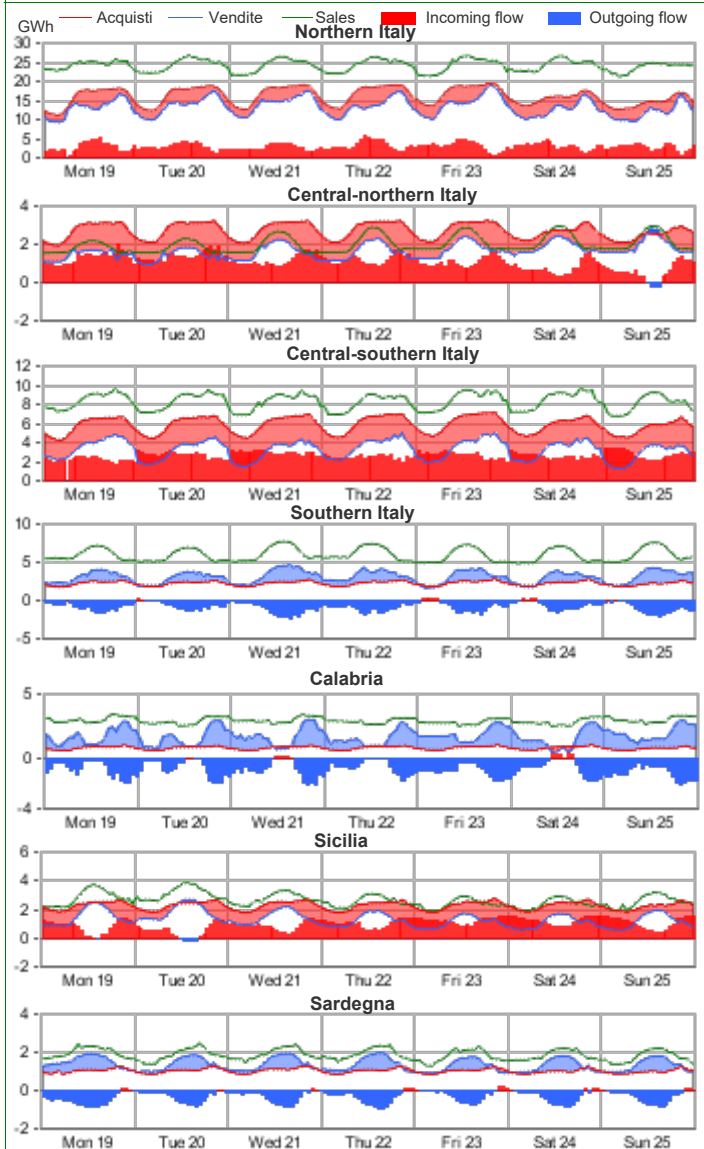 GWh Acquisti Vendite Sales Incoming flow Outgoing flow
Northern Italy
30
25
20
15
10
5
0
Mon 19 Tue 20 Wed 21 Thu 22 Fri 23 Sat 24 Sun 25
Central-northern Italy
4
2
0
-2
Mon 19 Tue 20 Wed 21 Thu 22 Fri 23 Sat 24 Sun 25
Central-southern Italy
12
10
8
6
4
2
0
Mon 19 Tue 20 Wed 21 Thu 22 Fri 23 Sat 24 Sun 25
Southern Italy
10
5
0
-5
Mon 19 Tue 20 Wed 21 Thu 22 Fri 23 Sat 24 Sun 25
Calabria
5
0
-4
Mon 19 Tue 20 Wed 21 Thu 22 Fri 23 Sat 24 Sun 25
Sicilia
6
4
2
0
-2
Mon 19 Tue 20 Wed 21 Thu 22 Fri 23 Sat 24 Sun 25
Sardegna
4
2
0
-2
Mon 19 Tue 20 Wed 21 Thu 22 Fri 23 Sat 24 Sun 25